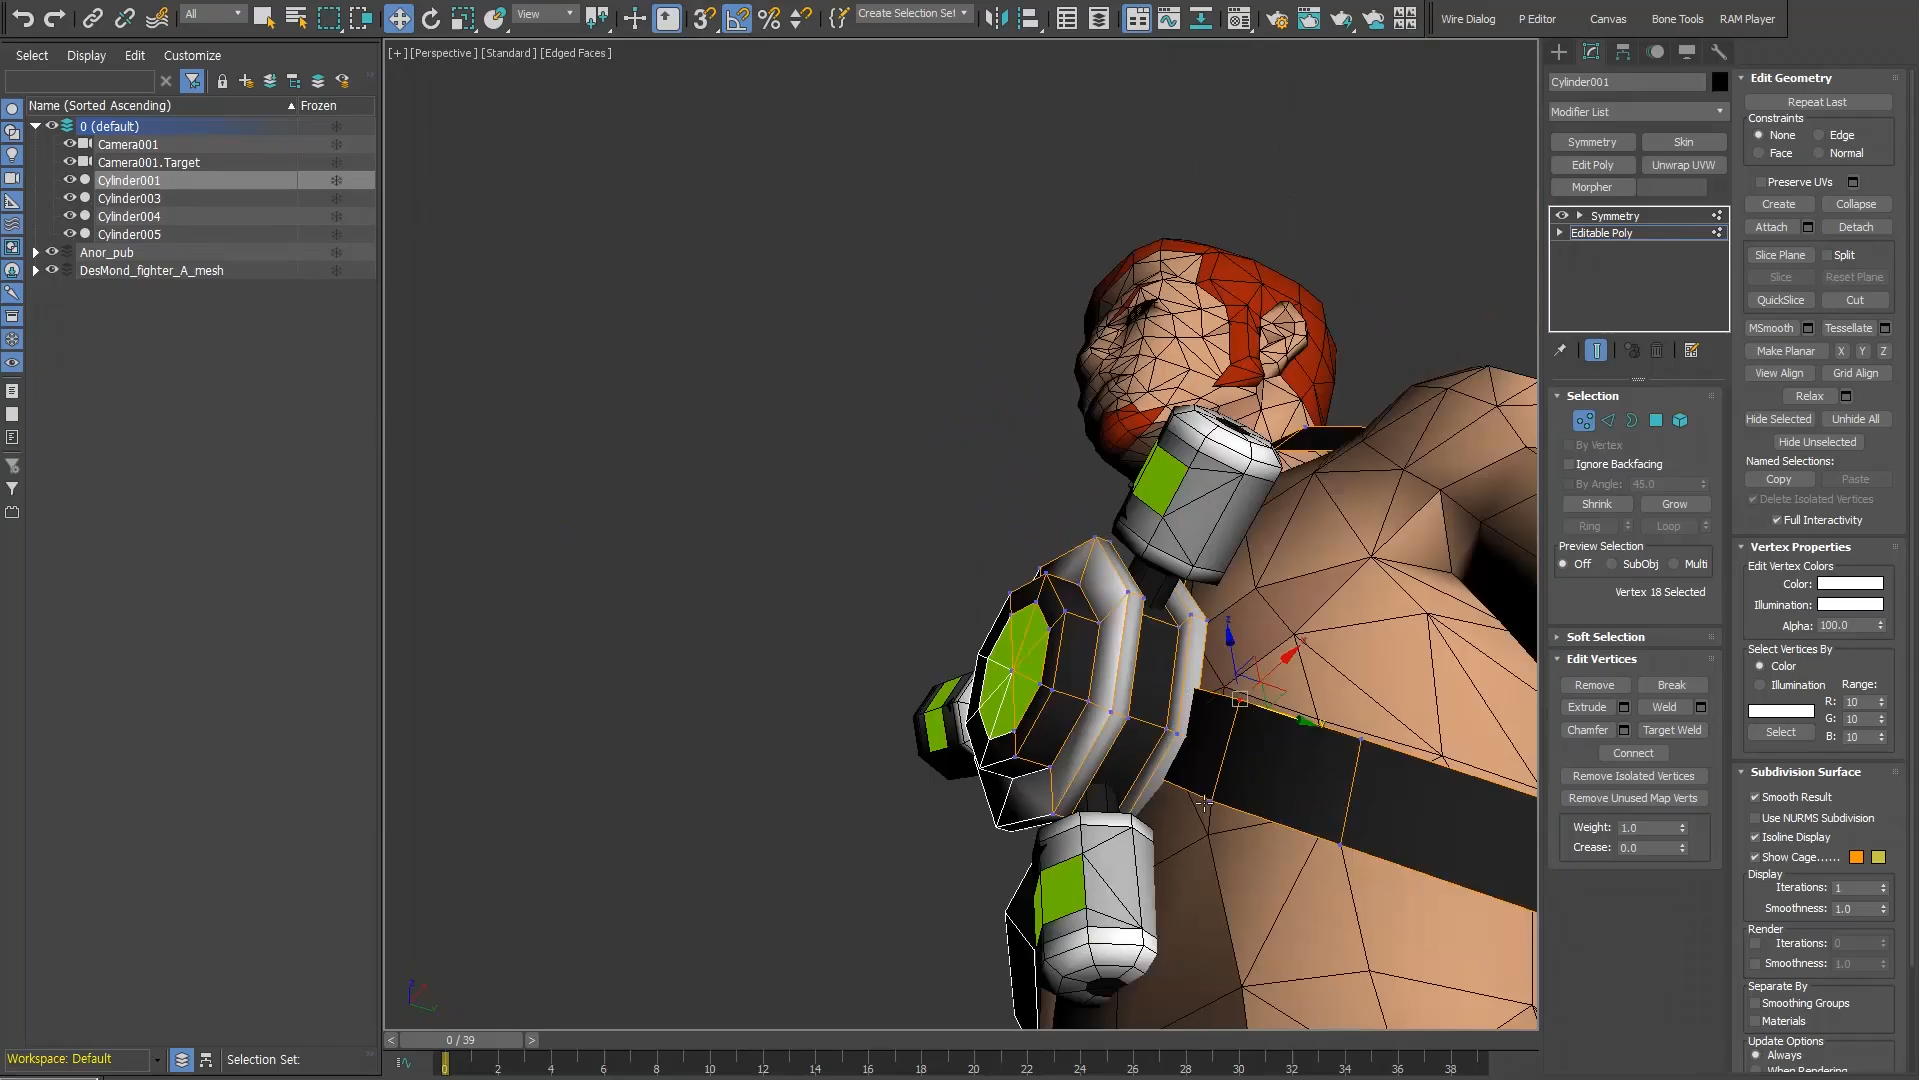 All
View
Create Selection Set
Wire Dialog
P Editor
Canvas
Bone Tools
RAM Player
Select
Display
Edit
Customize
Name (Sorted Ascending)
Frozen
0 (default)
Camera001
Camera001.Target
Cylinder001
Cylinder003
Cylinder004
Cylinder005
Anor_pub
DesMond_fighter_A_mesh
Workspace: Default
Selection Set:
[+] [Perspective] [Standard] [Edged Faces]
0 / 39
0 2 4 6 8 10 12 14 16 18 20 22 24 26 28 30 32 34 36 38
Cylinder001
Modifier List
Symmetry
Skin
Edit Poly
Unwrap UVW
Morpher
Symmetry
Editable Poly
Selection
By Vertex
Ignore Backfacing
By Angle: 45.0
Shrink
Grow
Ring
Loop
Preview Selection
Off
SubObj
Multi
Vertex 18 Selected
Soft Selection
Edit Vertices
Remove
Break
Extrude
Weld
Chamfer
Target Weld
Connect
Remove Isolated Vertices
Remove Unused Map Verts
Weight: 1.0
Crease: 0.0
Edit Geometry
Repeat Last
Constraints
None
Edge
Face
Normal
Preserve UVs
Create
Collapse
Attach
Detach
Slice Plane
Split
Slice
Reset Plane
QuickSlice
Cut
MSmooth
Tessellate
Make Planar
X
Y
Z
View Align
Grid Align
Relax
Hide Selected
Unhide All
Hide Unselected
Named Selections:
Copy
Paste
Delete Isolated Vertices
Full Interactivity
Vertex Properties
Edit Vertex Colors
Color:
Illumination:
Alpha: 100.0
Select Vertices By
Color
Illumination
Range:
R: 10
G: 10
B: 10
Select
Subdivision Surface
Smooth Result
Use NURMS Subdivision
Isoline Display
Show Cage......
Display
Iterations: 1
Smoothness: 1.0
Render
Iterations: 0
Smoothness: 1.0
Separate By
Smoothing Groups
Materials
Update Options
Always
When Rendering